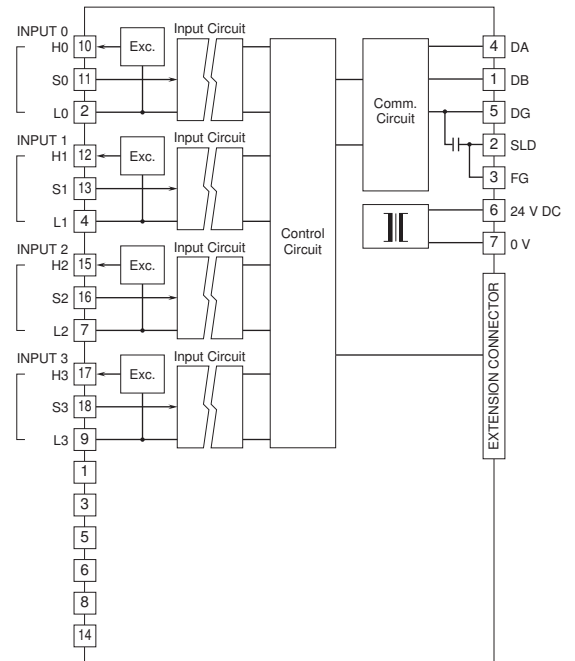 INPUT 0
H0 10 Exc. Input Circuit
S0 11
L0 2
INPUT 1
H1 12 Exc. Input Circuit
S1 13
L1 4
INPUT 2
H2 15 Exc. Input Circuit
S2 16
L2 7
INPUT 3
H3 17 Exc. Input Circuit
S3 18
L3 9
1
3
5
6
8
14
Control
Circuit
Comm.
Circuit
4 DA
1 DB
5 DG
2 SLD
3 FG
6 24 V DC
7 0 V
EXTENSION CONNECTOR